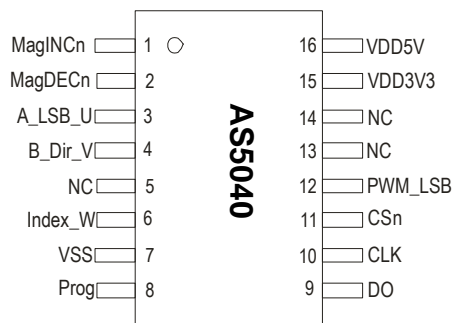 MagINCn 1 16 VDD5V
MagDECn 2 15 VDD3V3
A_LSB_U 3 14 NC
B_Dir_V 4 13 NC
NC 5 12 PWM_LSB
Index_W 6 11 CSn
VSS 7 10 CLK
Prog 8 9 DO
AS5040